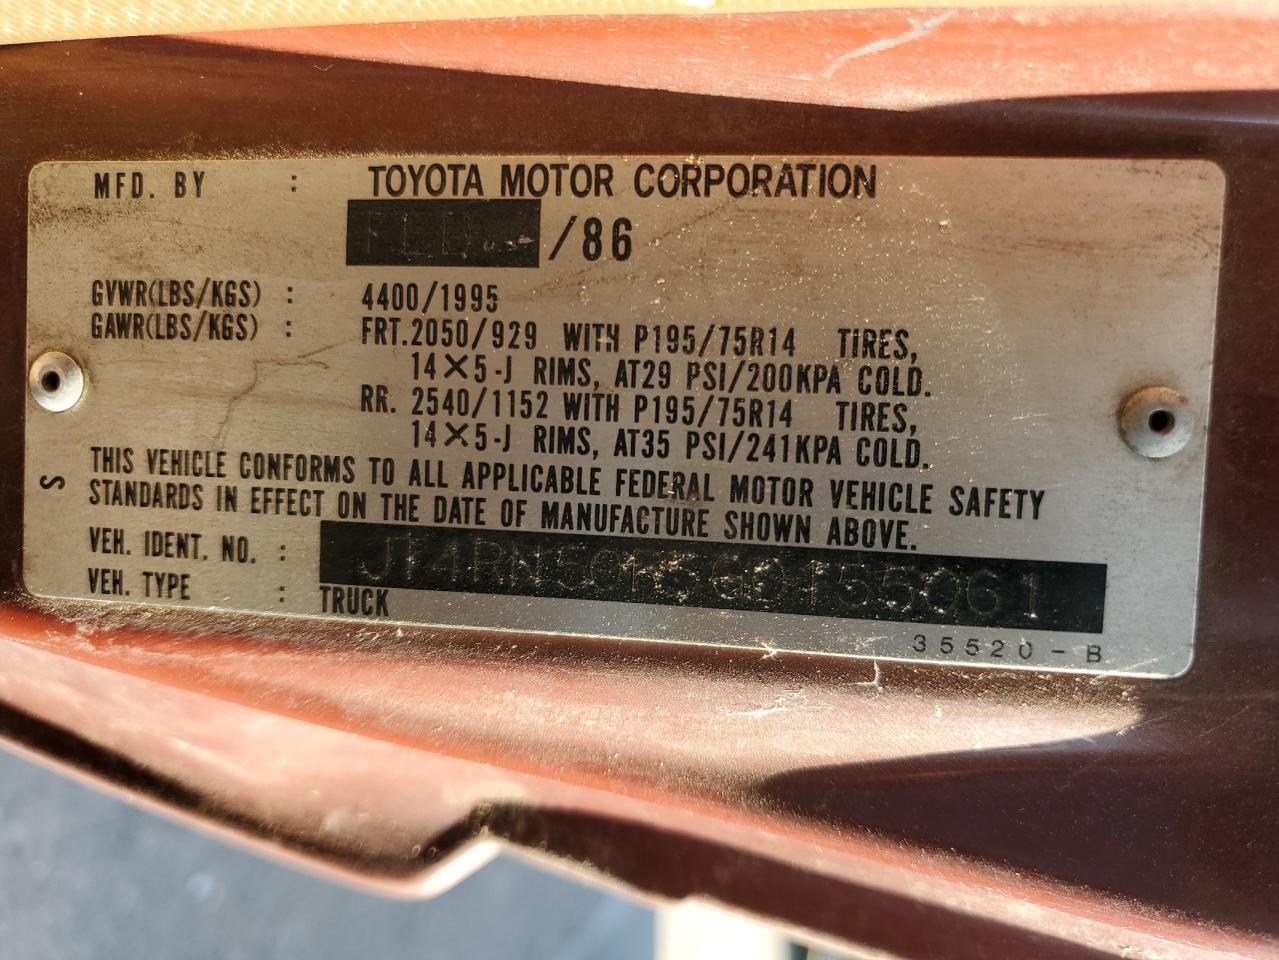 MFD. BY : TOYOTA MOTOR CORPORATION
/86
GVWR(LBS/KGS) : 4400/1995
GAWR(LBS/KGS) : FRT.2050/929 WITH P195/75R14 TIRES,
14×5-J RIMS, AT29 PSI/200KPA COLD.
RR. 2540/1152 WITH P195/75R14 TIRES,
14×5-J RIMS, AT35 PSI/241KPA COLD.
S
THIS VEHICLE CONFORMS TO ALL APPLICABLE FEDERAL MOTOR VEHICLE SAFETY
STANDARDS IN EFFECT ON THE DATE OF MANUFACTURE SHOWN ABOVE.
VEH. IDENT. NO. :
VEH. TYPE : TRUCK
35520-B